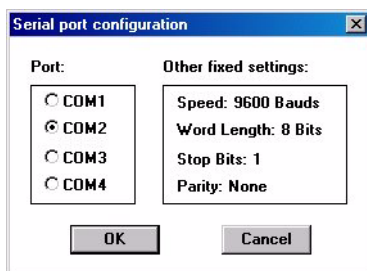 Serial port configuration
Port:
COM1
COM2
COM3
COM4
Other fixed settings:
Speed: 9600 Bauds
Word Length: 8 Bits
Stop Bits: 1
Parity: None
OK
Cancel